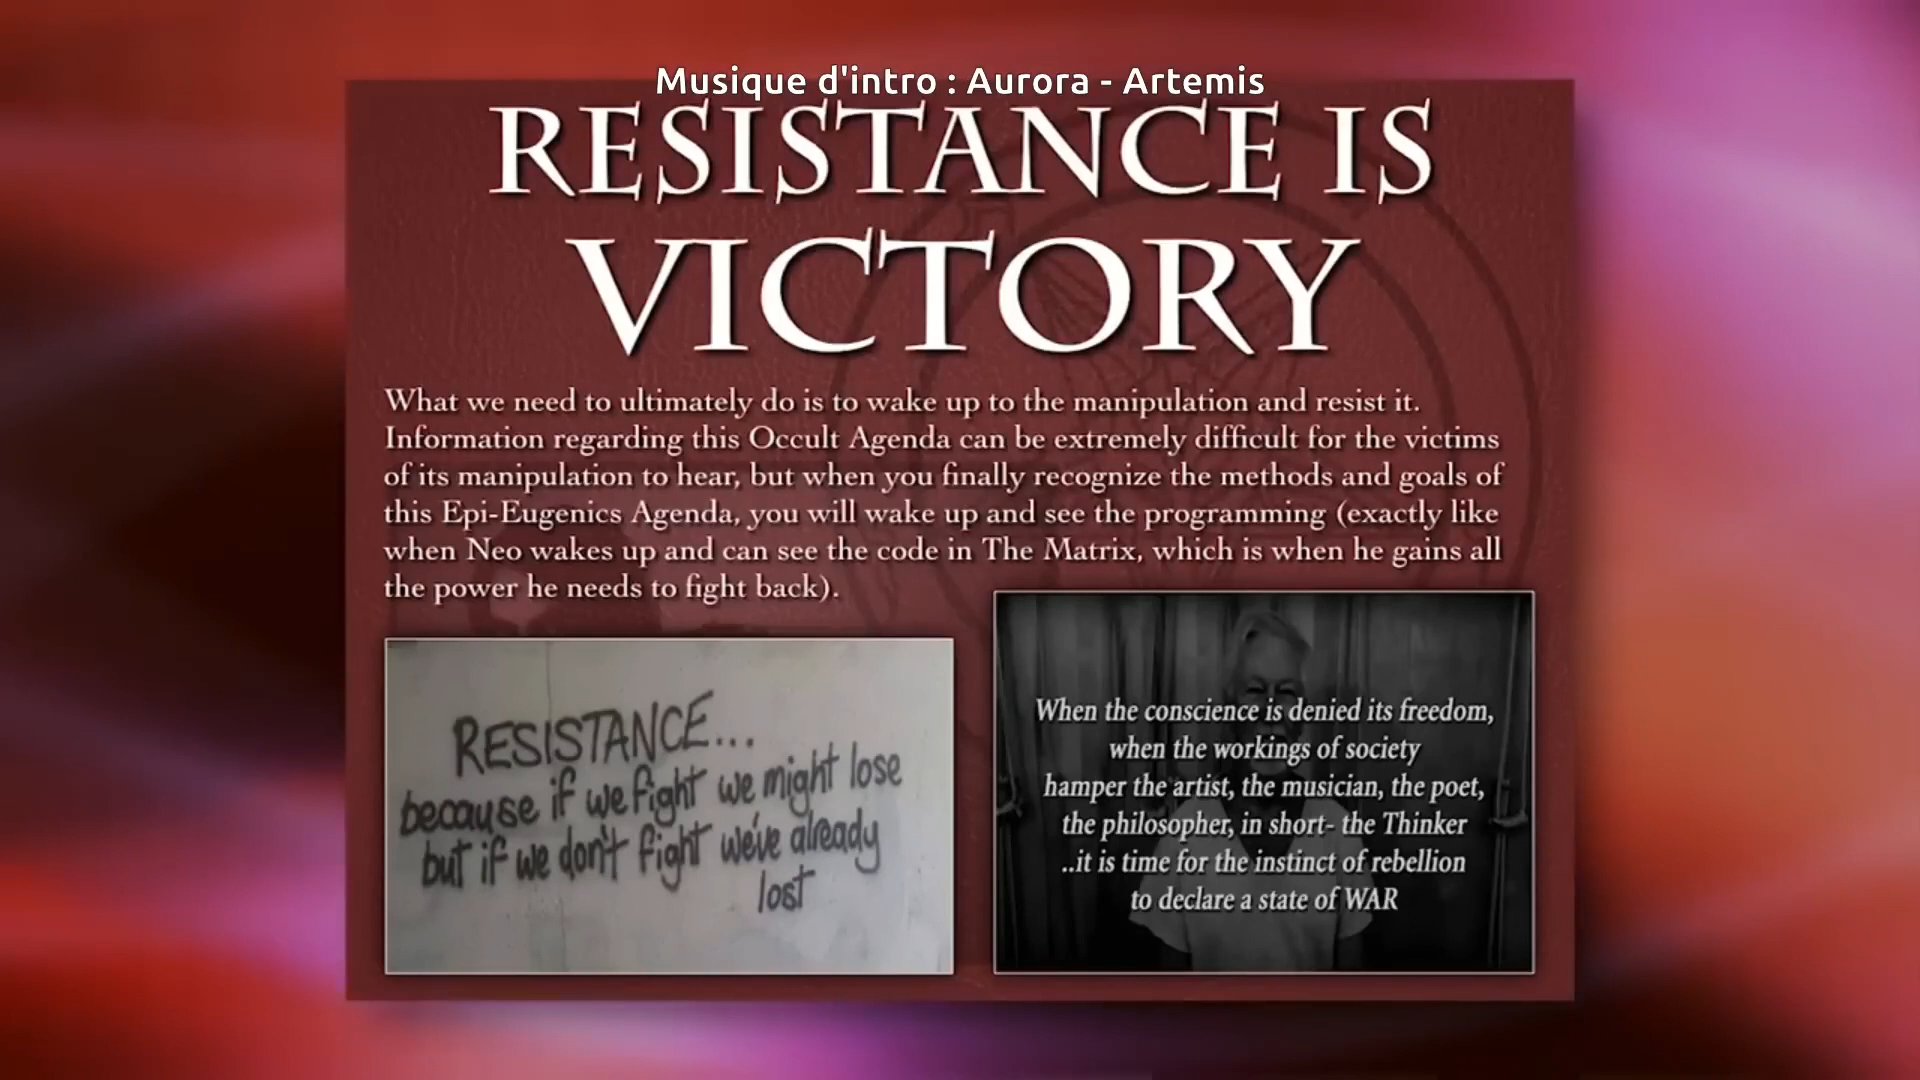 Musique d'intro : Aurora - Artemis
RESISTANCE IS
VICTORY
What we need to ultimately do is to wake up to the manipulation and resist it.
Information regarding this Occult Agenda can be extremely difficult for the victims
of its manipulation to hear, but when you finally recognize the methods and goals of
this Epi-Eugenics Agenda, you will wake up and see the programming (exactly like
when Neo wakes up and can see the code in The Matrix, which is when he gains all
the power he needs to fight back).
RESISTANCE...
because if we fight we might lose
but if we don't fight we've already
lost
When the conscience is denied its freedom,
when the workings of society
hamper the artist, the musician, the poet,
the philosopher, in short- the Thinker
..it is time for the instinct of rebellion
to declare a state of WAR